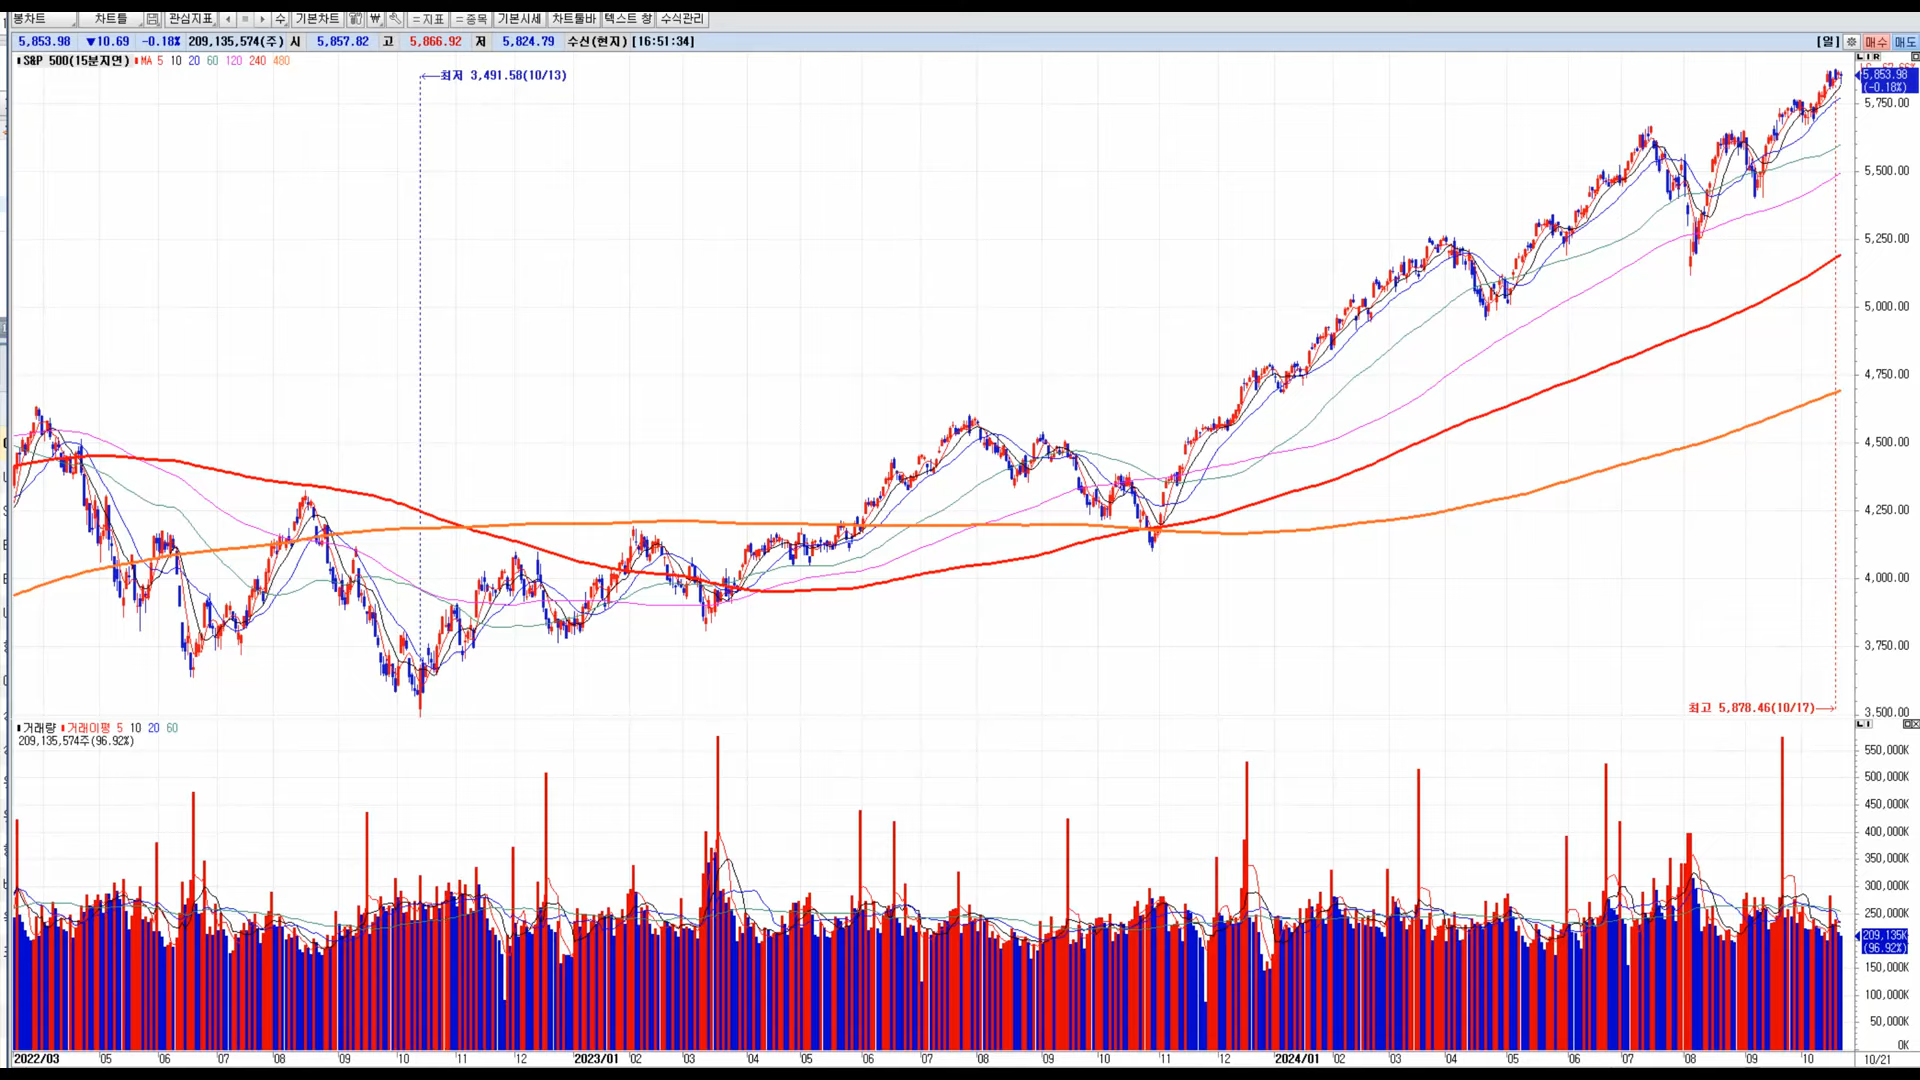 봉차트 차트틀 관심지표 수 기본차트 ₩ =지표 =종목 기본시세 차트툴바 텍스트 창 수식관리
5,853.98 ▼10.69 -0.18% 209,135,574(주) 시 5,857.82 고 5,866.92 저 5,824.79 수신(현지) [16:51:34] [일] 매수 매도
S&P 500(15분지연) MA 5 10 20 60 120 240 480
←최저 3,491.58(10/13)
5,853.98
(-0.18%)
5,750.00
5,500.00
5,250.00
5,000.00
4,750.00
4,500.00
4,250.00
4,000.00
3,750.00
최고 5,878.46(10/17)→
3,500.00
거래량 거래이평 5 10 20 60
209,135,574주(96.92%)
550,000K
500,000K
450,000K
400,000K
350,000K
300,000K
250,000K
209,135K
(96.92%)
150,000K
100,000K
50,000K
0K
2022/03 05 06 07 08 09 10 11 12 2023/01 02 03 04 05 06 07 08 09 10 11 12 2024/01 02 03 04 05 06 07 08 09 10 10/21